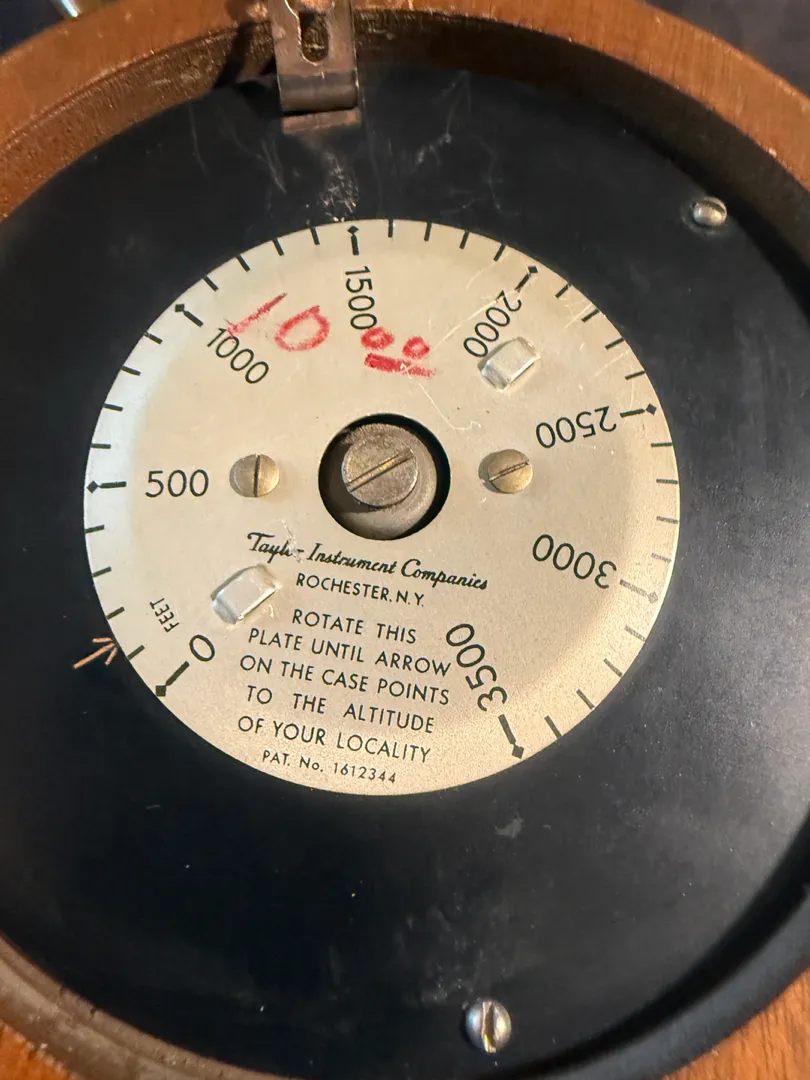 0
FEET
500
1000
1500
2000
2500
3000
3500
10 00
Taylor Instrument Companies
ROCHESTER, N.Y.
ROTATE THIS
PLATE UNTIL ARROW
ON THE CASE POINTS
TO THE ALTITUDE
OF YOUR LOCALITY
PAT. No. 1612344